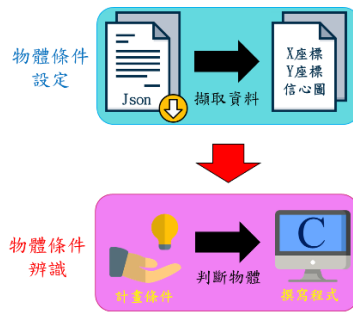 物體條件
設定
Json
擷取資料
X座標
Y座標
信心圖
物體條件
辨識
計畫條件
判斷物體
C
撰寫程式